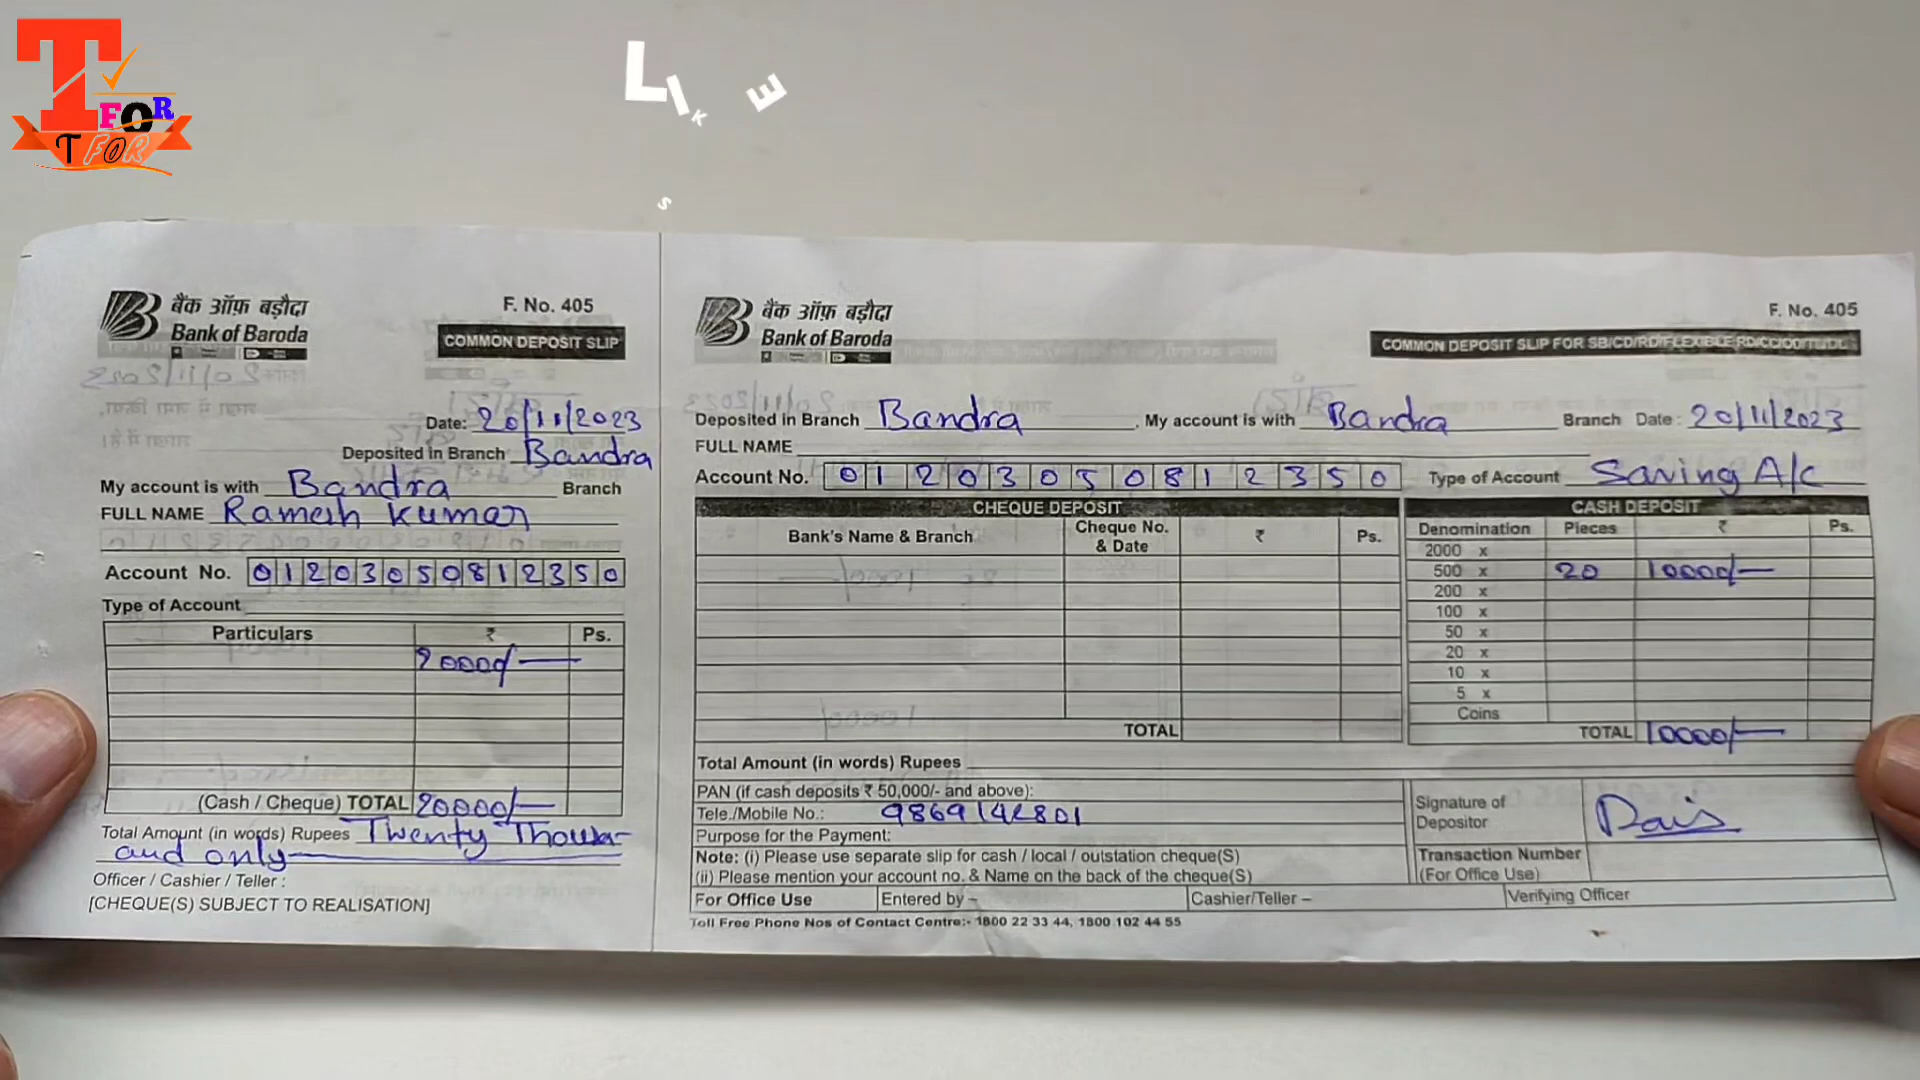 T FOR
T FOR
LIKE
S
बैंक ऑफ़ बड़ौदा
Bank of Baroda
F. No. 405
COMMON DEPOSIT SLIP
Date: 20/11/2023
Deposited in Branch Bandra
My account is with Bandra Branch
FULL NAME Ramesh Kumar
Account No. 01203050812350
Type of Account
Particulars ₹ Ps.
20000/-
(Cash / Cheque) TOTAL 20000/-
Total Amount (in words) Rupees Twenty Thous-
and only
Officer / Cashier / Teller :
[CHEQUE(S) SUBJECT TO REALISATION]
बैंक ऑफ़ बड़ौदा
Bank of Baroda
F. No. 405
COMMON DEPOSIT SLIP FOR SB/CD/RD/FLEXIBLE RD/CC/OD/TL/DL
Deposited in Branch Bandra, My account is with Bandra Branch Date : 20/11/2023
FULL NAME
Account No. 01203050812350 Type of Account Saving A/c
CHEQUE DEPOSIT
Bank's Name & Branch Cheque No. & Date ₹ Ps.
TOTAL
CASH DEPOSIT
Denomination Pieces ₹ Ps.
2000 x
500 x 20 10000/-
200 x
100 x
50 x
20 x
10 x
5 x
Coins
TOTAL 10000/-
Total Amount (in words) Rupees
PAN (if cash deposits ₹ 50,000/- and above):
Tele./Mobile No.: 9869142801
Purpose for the Payment:
Note: (i) Please use separate slip for cash / local / outstation cheque(S)
(ii) Please mention your account no. & Name on the back of the cheque(S)
Signature of
Depositor
Transaction Number
(For Office Use)
For Office Use Entered by – Cashier/Teller – Verifying Officer
Toll Free Phone Nos of Contact Centre:- 1800 22 33 44, 1800 102 44 55